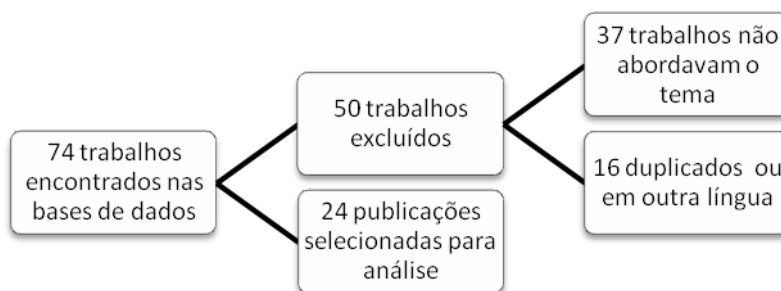 74 trabalhos
encontrados nas
bases de dados
50 trabalhos
excluídos
24 publicações
selecionadas para
análise
37 trabalhos não
abordavam o
tema
16 duplicados ou
em outra língua